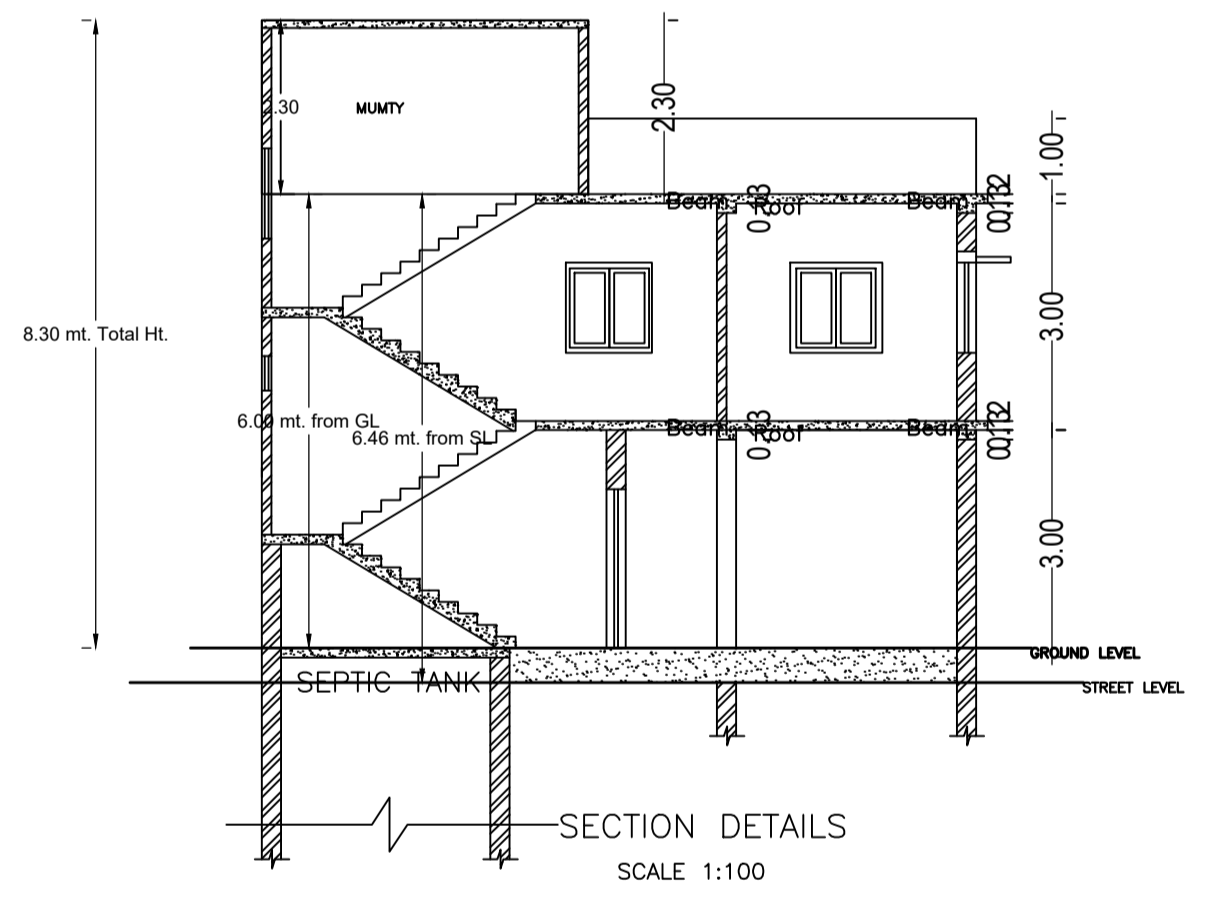 2.30
MUMTY
2.30
1.00
Beam
Roof
Beam
8.30 mt. Total Ht.
3.00
6.00 mt. from GL
6.46 mt. from SL
Beam
Roof
Beam
3.00
GROUND LEVEL
SEPTIC TANK
STREET LEVEL
SECTION DETAILS
SCALE 1:100